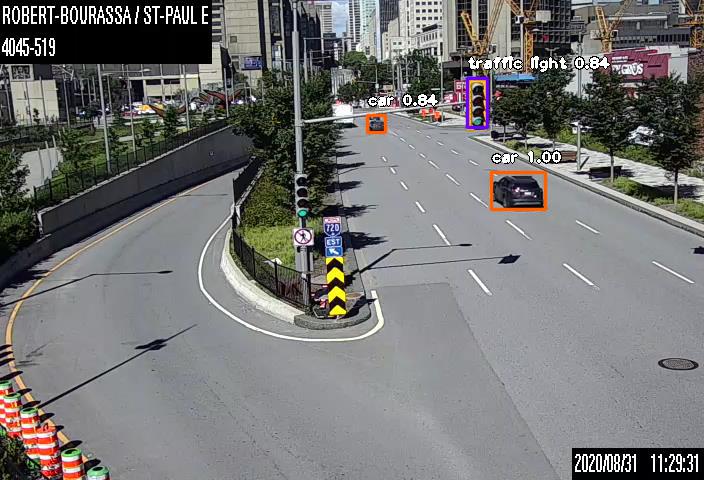 ROBERT-BOURASSA / ST-PAUL E
4045-519
traffic light 0.84
car 0.84
car 1.00
720
EST
2020/08/31 11:29:31